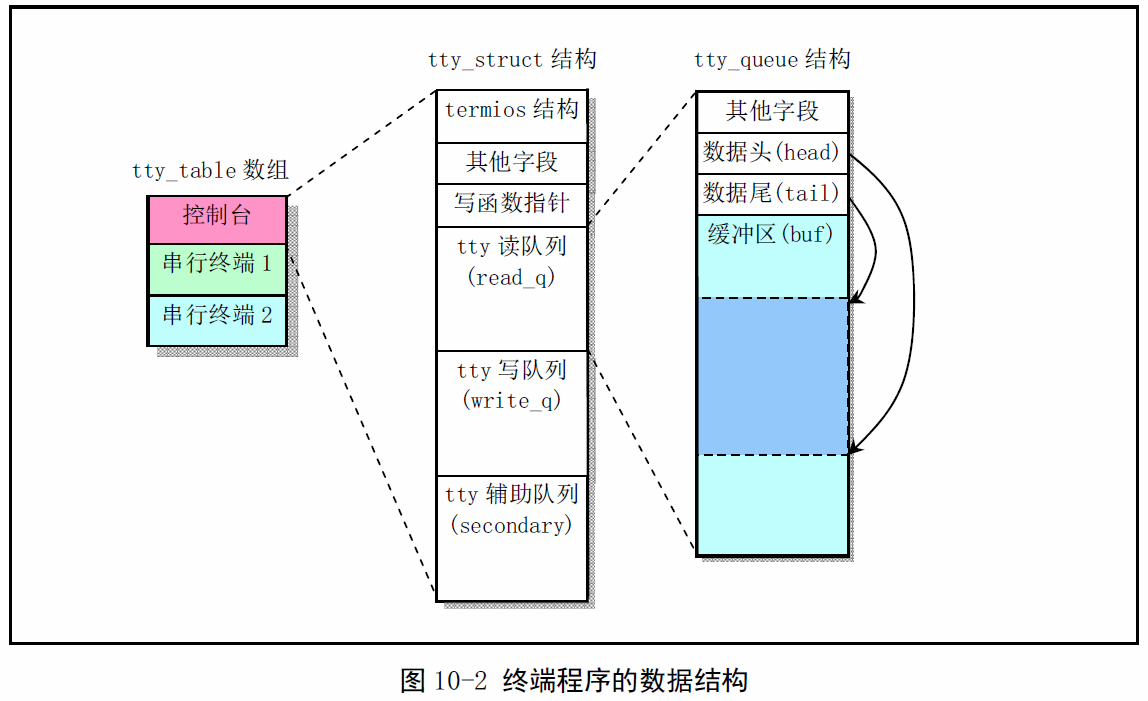 tty_table 数组
控制台
串行终端 1
串行终端 2
tty_struct 结构
termios 结构
其他字段
写函数指针
tty 读队列
(read_q)
tty 写队列
(write_q)
tty 辅助队列
(secondary)
tty_queue 结构
其他字段
数据头(head)
数据尾(tail)
缓冲区(buf)
图 10-2 终端程序的数据结构